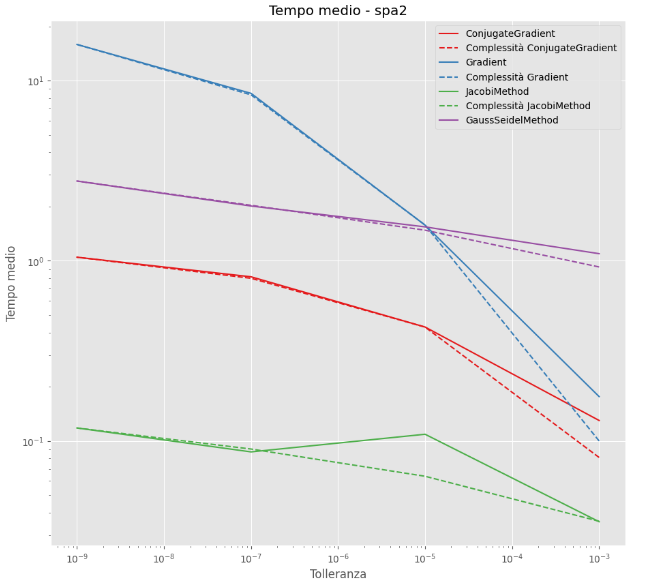 Tempo medio - spa2
ConjugateGradient
Complessità ConjugateGradient
Gradient
Complessità Gradient
JacobiMethod
Complessità JacobiMethod
GaussSeidelMethod
Tempo medio
10¹
10⁰
10⁻¹
10⁻⁹ 10⁻⁸ 10⁻⁷ 10⁻⁶ 10⁻⁵ 10⁻⁴ 10⁻³
Tolleranza